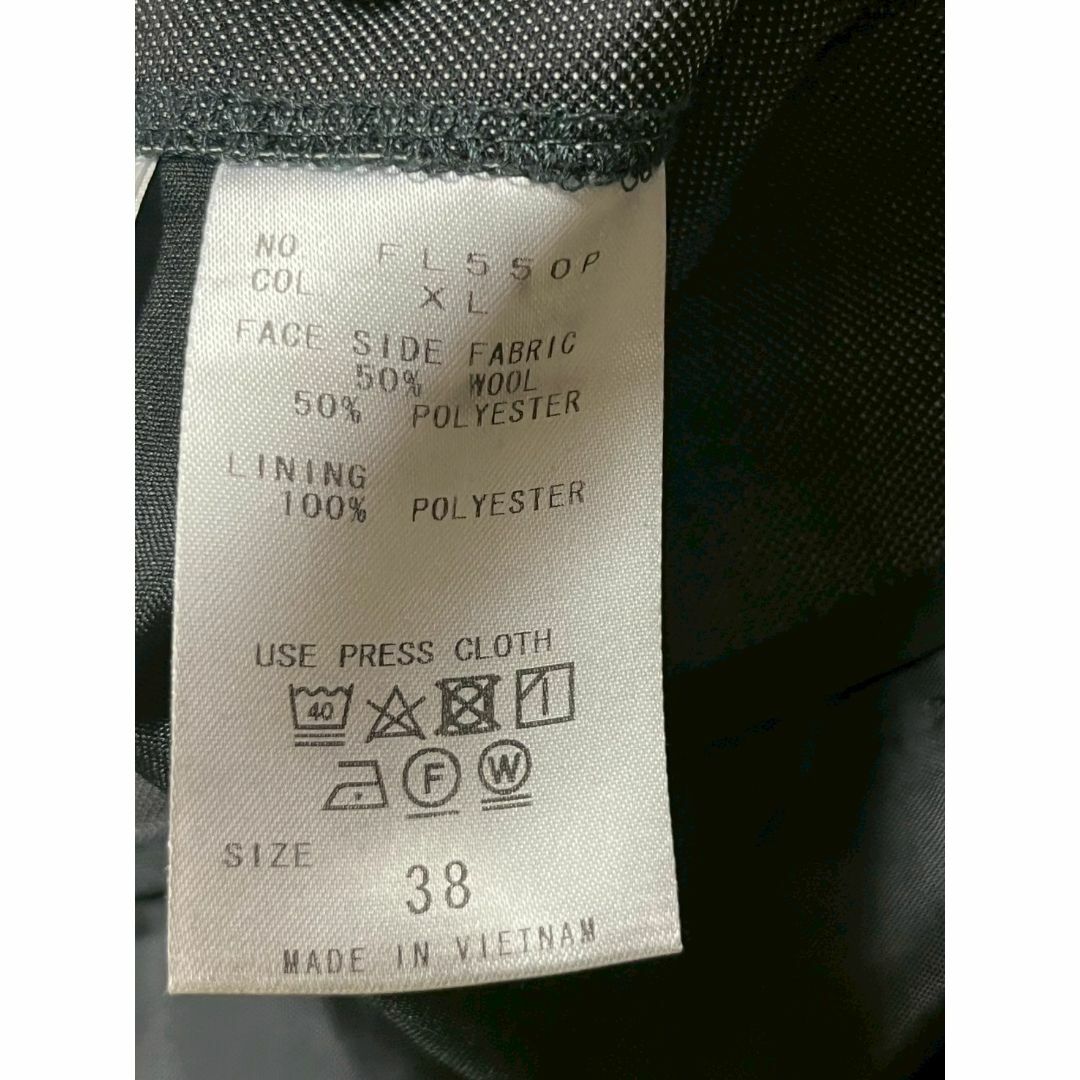 NO FL550P
COL XL
FACE SIDE FABRIC
50% WOOL
50% POLYESTER
LINING
100% POLYESTER
USE PRESS CLOTH
40
F W
SIZE 38
MADE IN VIETNAM